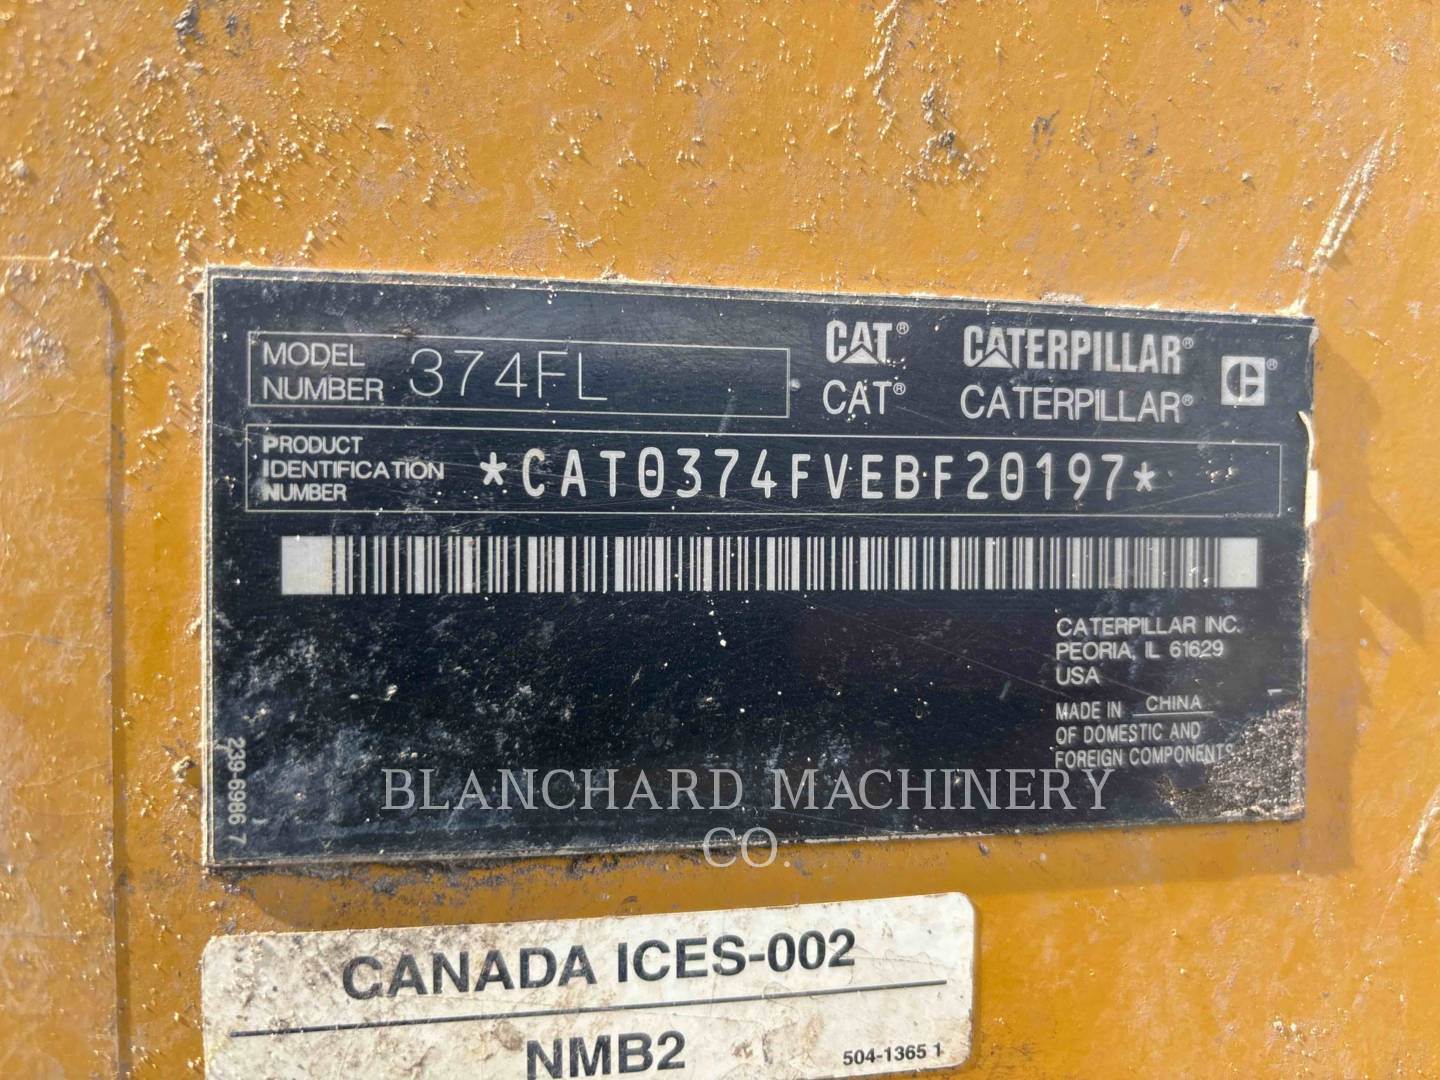 MODEL
NUMBER 374FL
CAT® CATERPILLAR®
CAT® CATERPILLAR®
PRODUCT
IDENTIFICATION
NUMBER
*CAT0374FVEBF20197*
CATERPILLAR INC.
PEORIA, IL 61629
USA
MADE IN CHINA
OF DOMESTIC AND
FOREIGN COMPONENTS
239-6986 7
BLANCHARD MACHINERY
CO.
CANADA ICES-002
NMB2
504-1365 1